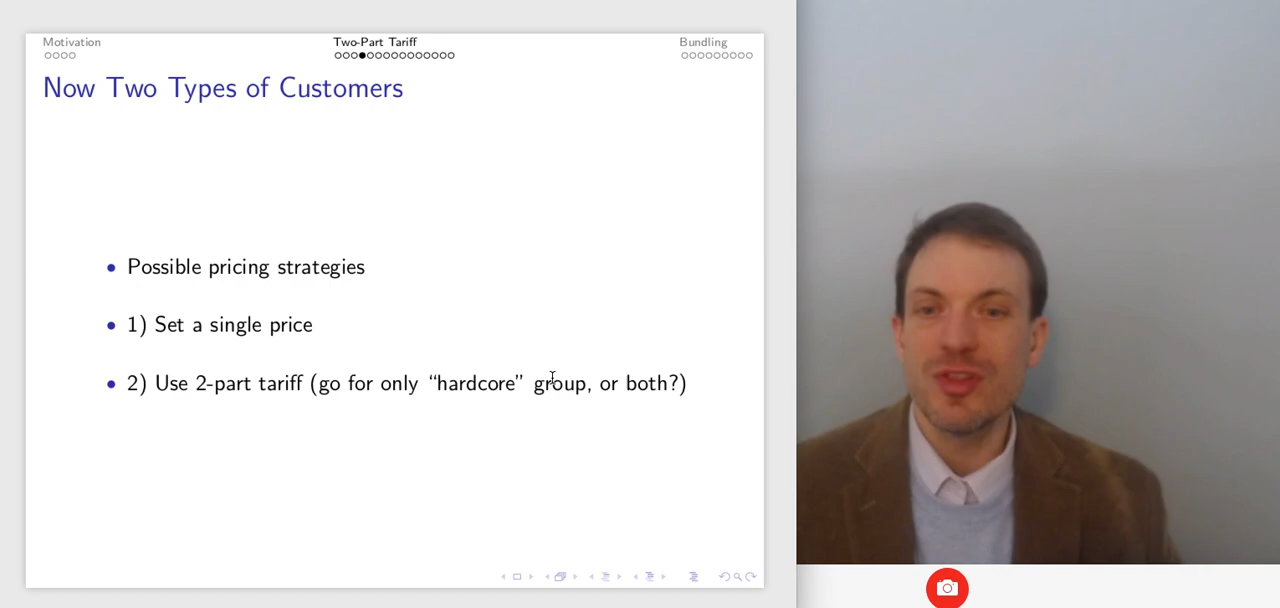 Motivation
Two-Part Tariff
Bundling
Now Two Types of Customers
• Possible pricing strategies
• 1) Set a single price
• 2) Use 2-part tariff (go for only “hardcore” group, or both?)